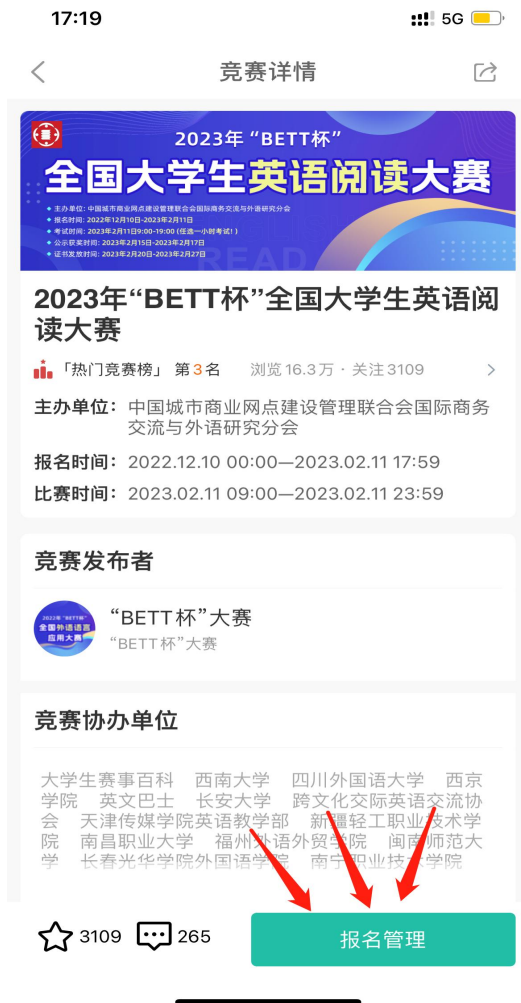 17:19
5G
竞赛详情
2023年“BETT杯”
全国大学生英语阅读大赛
主办单位: 中国城市商业网点建设管理联合会国际商务交流与外语研究分会
报名时间: 2022年12月10日-2023年2月11日
考试时间: 2023年2月11日9:00-19:00 (任选一小时考试！)
公示获奖时间: 2023年2月15日-2023年2月17日
证书发放时间: 2023年2月20日-2023年2月27日
READ
2023年“BETT杯”全国大学生英语阅
读大赛
「热门竞赛榜」 第3名 浏览16.3万 · 关注3109
主办单位: 中国城市商业网点建设管理联合会国际商务
交流与外语研究分会
报名时间: 2022.12.10 00:00—2023.02.11 17:59
比赛时间: 2023.02.11 09:00—2023.02.11 23:59
竞赛发布者
2022年“BETT杯”
全国外语语言
应用大赛
“BETT杯”大赛
“BETT杯”大赛
竞赛协办单位
大学生赛事百科 西南大学 四川外国语大学 西京
学院 英文巴士 长安大学 跨文化交际英语交流协
会 天津传媒学院英语教学部 新疆轻工职业技术学
院 南昌职业大学 福州外语外贸学院 闽南师范大
学 长春光华学院外国语学院 南宁职业技术学院
3109 265 报名管理